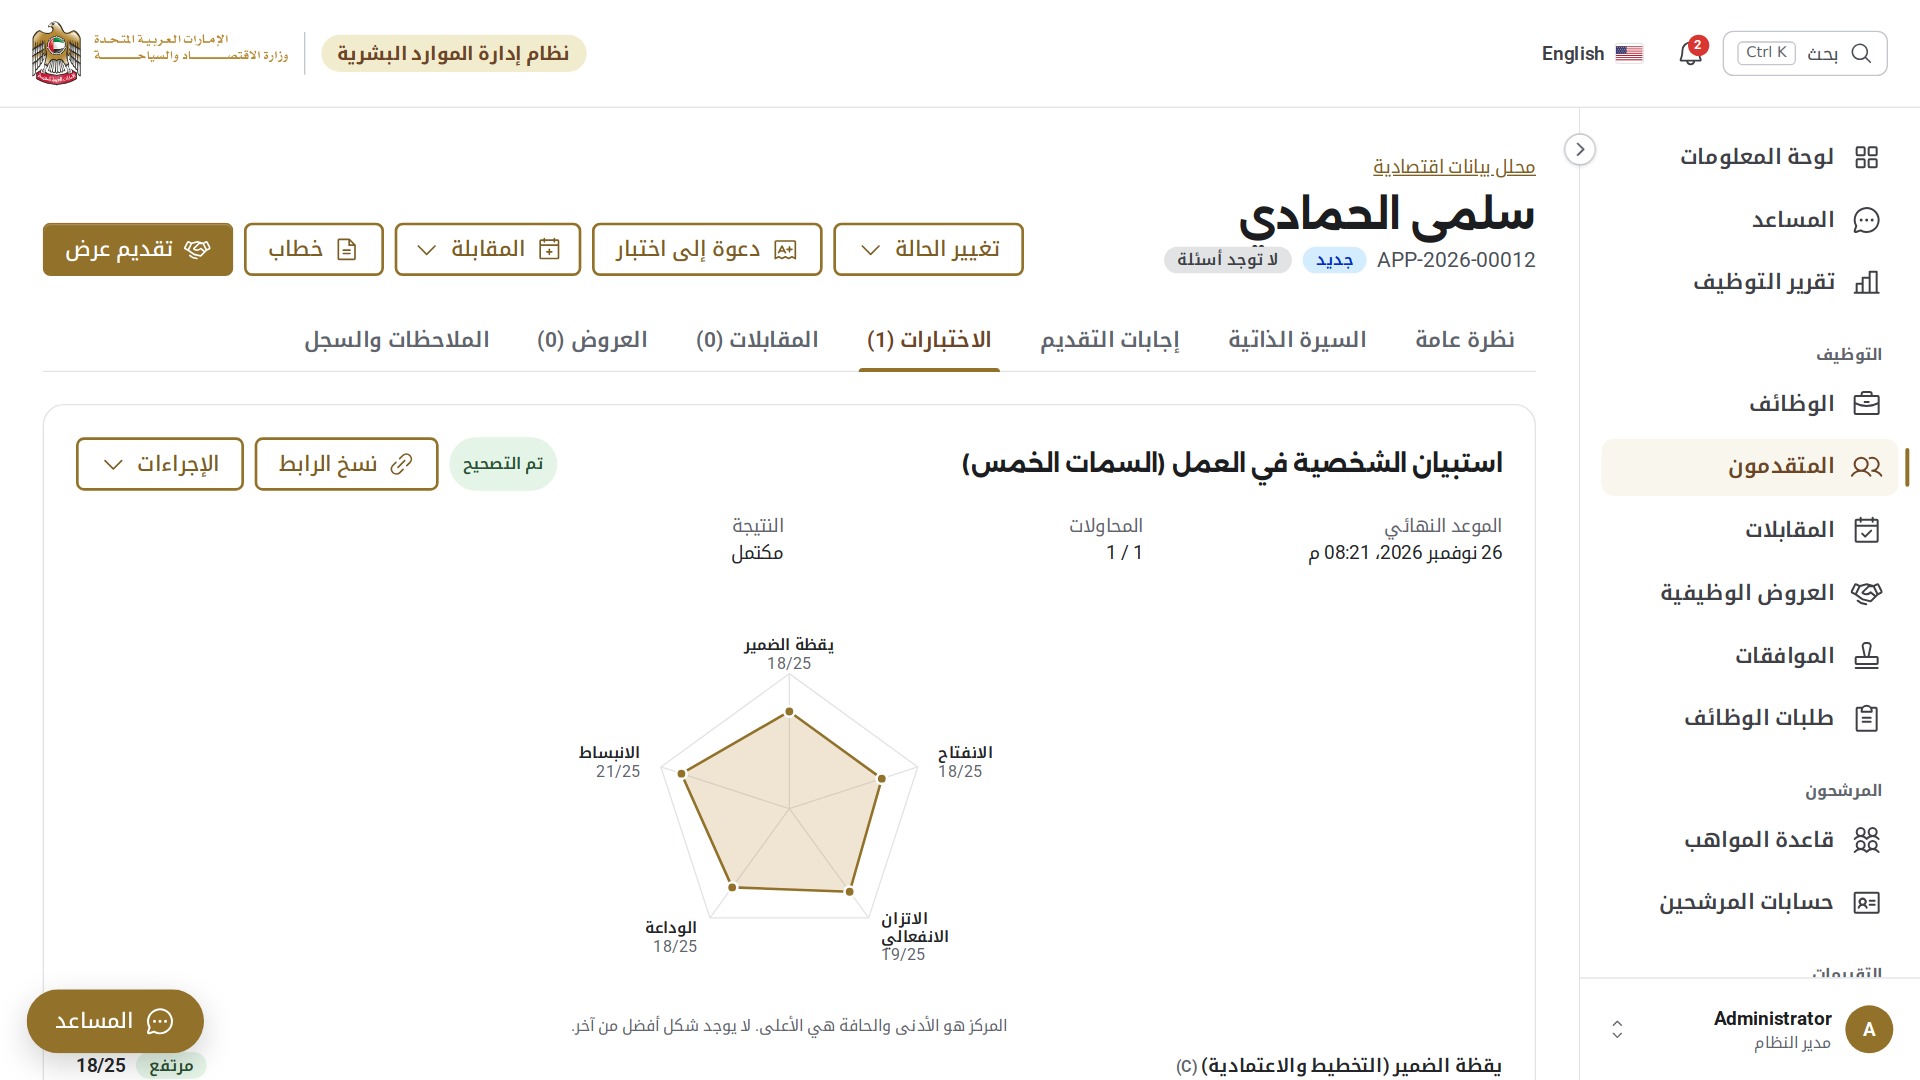 الإمارات العربية المتحدة
وزارة الاقتصاد والسياحة
نظام إدارة الموارد البشرية
English
2
بحث
Ctrl K
لوحة المعلومات
المساعد
تقرير التوظيف
التوظيف
الوظائف
المتقدمون
المقابلات
العروض الوظيفية
الموافقات
طلبات الوظائف
المرشحون
قاعدة المواهب
حسابات المرشحين
التقييمات
A
Administrator
مدير النظام
محلل بيانات اقتصادية
سلمى الحمادي
APP-2026-00012
جديد
لا توجد أسئلة
تغيير الحالة
دعوة إلى اختبار
المقابلة
خطاب
تقديم عرض
نظرة عامة
السيرة الذاتية
إجابات التقديم
الاختبارات (1)
المقابلات (0)
العروض (0)
الملاحظات والسجل
استبيان الشخصية في العمل (السمات الخمس)
تم التصحيح
نسخ الرابط
الإجراءات
الموعد النهائي
26 نوفمبر 2026، 08:21 م
المحاولات
1 / 1
النتيجة
مكتمل
يقظة الضمير
18/25
الانفتاح
18/25
الانبساط
21/25
الاتزان
الانفعالي
19/25
الوداعة
18/25
المركز هو الأدنى والحافة هي الأعلى. لا يوجد شكل أفضل من آخر.
يقظة الضمير (التخطيط والاعتمادية) (C)
مرتفع
18/25
المساعد